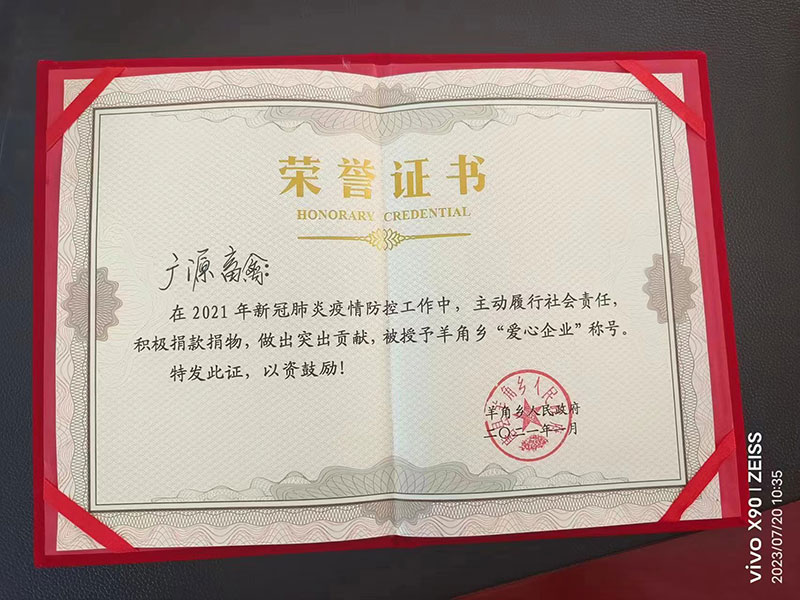 荣誉证书
HONORARY CREDENTIAL
广源畜禽:
在2021年新冠肺炎疫情防控工作中，主动履行社会责任，
积极捐款捐物，做出突出贡献，被授予羊角乡“爱心企业”称号。
特发此证，以资鼓励！
羊角乡人民政府
二〇二一年一月
vivo X90 | ZEISS
2023/07/20 10:35